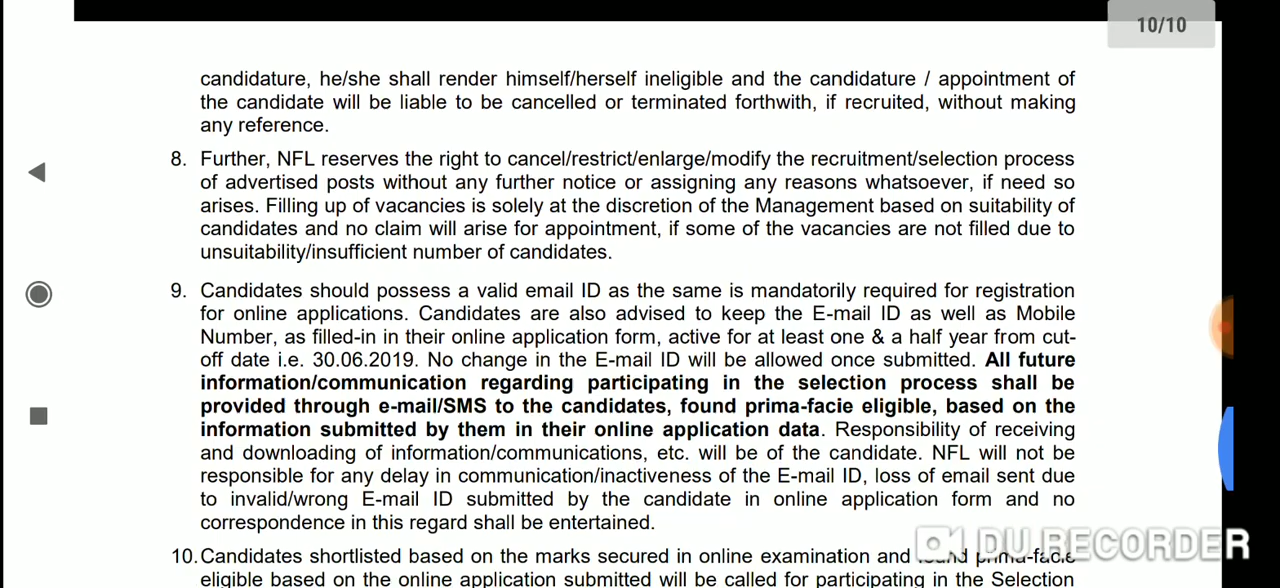 10/10
candidature, he/she shall render himself/herself ineligible and the candidature / appointment of
the candidate will be liable to be cancelled or terminated forthwith, if recruited, without making
any reference.
8. Further, NFL reserves the right to cancel/restrict/enlarge/modify the recruitment/selection process
of advertised posts without any further notice or assigning any reasons whatsoever, if need so
arises. Filling up of vacancies is solely at the discretion of the Management based on suitability of
candidates and no claim will arise for appointment, if some of the vacancies are not filled due to
unsuitability/insufficient number of candidates.
9. Candidates should possess a valid email ID as the same is mandatorily required for registration
for online applications. Candidates are also advised to keep the E-mail ID as well as Mobile
Number, as filled-in in their online application form, active for at least one & a half year from cut-
off date i.e. 30.06.2019. No change in the E-mail ID will be allowed once submitted. All future
information/communication regarding participating in the selection process shall be
provided through e-mail/SMS to the candidates, found prima-facie eligible, based on the
information submitted by them in their online application data. Responsibility of receiving
and downloading of information/communications, etc. will be of the candidate. NFL will not be
responsible for any delay in communication/inactiveness of the E-mail ID, loss of email sent due
to invalid/wrong E-mail ID submitted by the candidate in online application form and no
correspondence in this regard shall be entertained.
10. Candidates shortlisted based on the marks secured in online examination and found prima-facie
eligible based on the online application submitted will be called for participating in the Selection
DU RECORDER